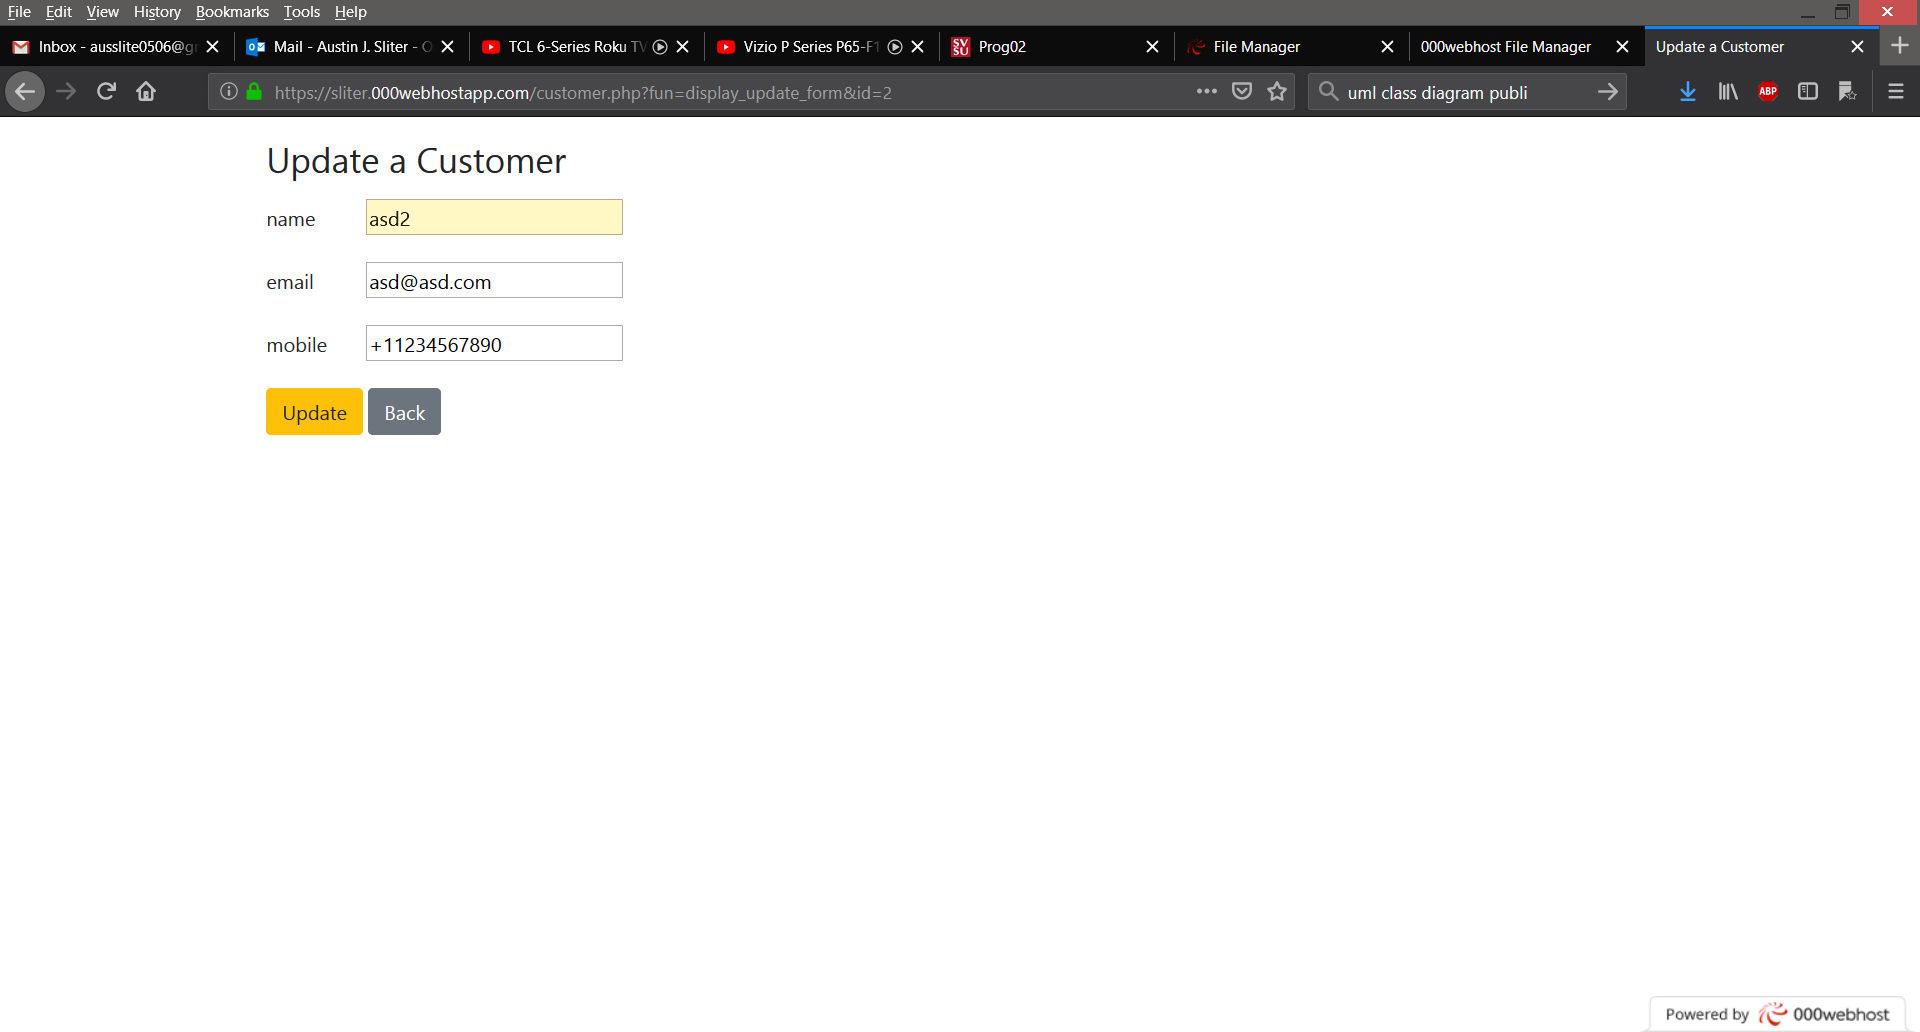 File Edit View History Bookmarks Tools Help
Inbox - ausslite0506@g
Mail - Austin J. Sliter - O
TCL 6-Series Roku TV
Vizio P Series P65-F1
SV SU Prog02
File Manager
000webhost File Manager
Update a Customer
https://sliter.000webhostapp.com/customer.php?fun=display_update_form&id=2
uml class diagram publi
ABP
Update a Customer
name asd2
email asd@asd.com
mobile +11234567890
Update Back
Powered by 000webhost